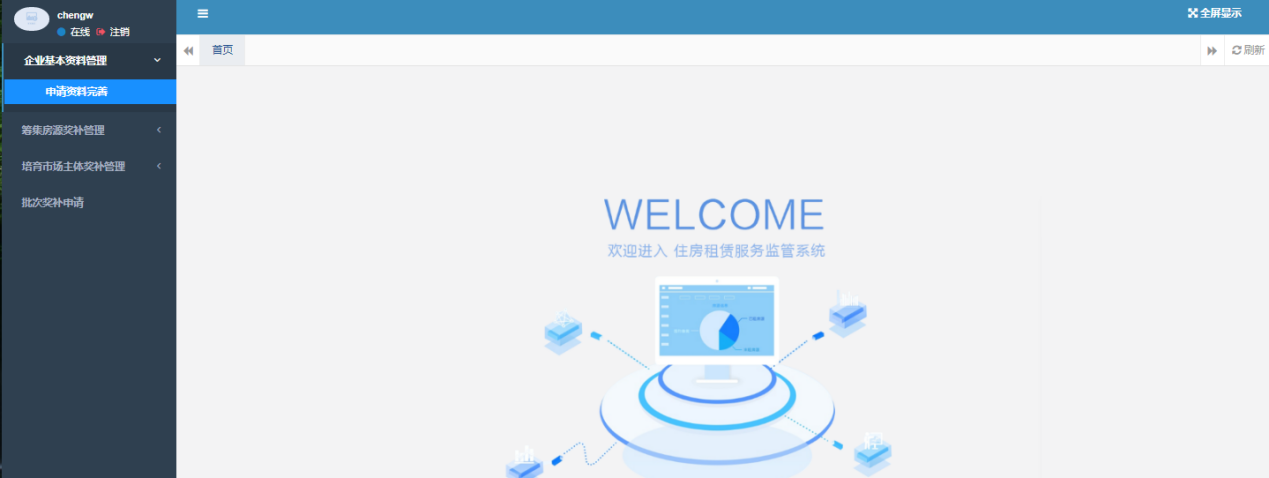 chengw
在线 注销
全屏显示
企业基本资料管理
首页
刷新
申请资料完善
筹集房源奖补管理
培育市场主体奖补管理
批次奖补申请
WELCOME
欢迎进入 住房租赁服务监管系统